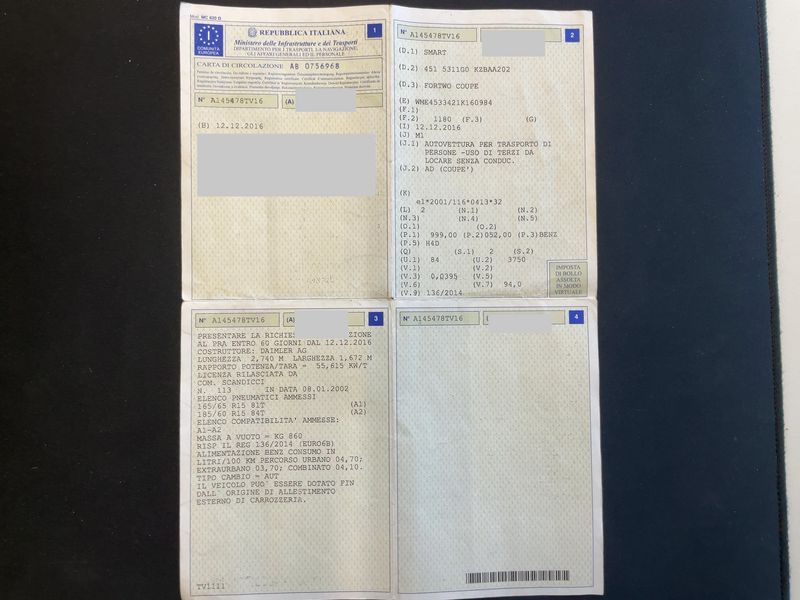 Mod. MC 820 D
COMUNITÀ
EUROPEA
REPUBBLICA ITALIANA
1
Ministero delle Infrastrutture e dei Trasporti
DIPARTIMENTO PER I TRASPORTI, LA NAVIGAZIONE,
GLI AFFARI GENERALI ED IL PERSONALE
CARTA DI CIRCOLAZIONE AB 0756968
N° A145478TV16 (A)
(B) 12.12.2016
N° A145478TV16
2
(D.1) SMART
(D.2) 451 5311G0 KZBAA202
(D.3) FORTWO COUPE
(E) WME4533421K160984
(F.1)
(F.2) 1180 (F.3) (G)
(I) 12.12.2016
(J) M1
(J.1) AUTOVETTURA PER TRASPORTO DI
PERSONE -USO DI TERZI DA
LOCARE SENZA CONDUC.
(J.2) AD (COUPE')
(K)
e1*2001/116*0413*32
(L) 2 (N.1) (N.2)
(N.3) (N.4) (N.5)
(O.1) (O.2)
(P.1) 999,00 (P.2)052,00 (P.3)BENZ
(P.5) H4D
(Q) (S.1) 2 (S.2)
(U.1) 84 (U.2) 3750
(V.1) (V.2)
(V.3) 0,0395 (V.5)
(V.6) (V.7) 94,0
(V.9) 136/2014
IMPOSTA
DI BOLLO
ASSOLTA
IN MODO
VIRTUALE
N° A145478TV16 (A)
3
PRESENTARE LA RICHIES ZIONE
AL PRA ENTRO 60 GIORNI DAL 12.12.2016
COSTRUTTORE: DAIMLER AG
LUNGHEZZA 2,740 M LARGHEZZA 1,672 M
RAPPORTO POTENZA/TARA = 55,615 KW/T
LICENZA RILASCIATA DA
COM. SCANDICCI
N. 113 IN DATA 08.01.2002
ELENCO PNEUMATICI AMMESSI
165/65 R15 81T (A1)
185/60 R15 84T (A2)
ELENCO COMPATIBILITA' AMMESSE:
A1-A2
MASSA A VUOTO = KG 860
RISP IL REG 136/2014 (EURO6B)
ALIMENTAZIONE BENZ CONSUMO IN
LITRI/100 KM PERCORSO URBANO 04,70;
EXTRAURBANO 03,70; COMBINATO 04,10.
TIPO CAMBIO = AUT
IL VEICOLO PUO` ESSERE DOTATO FIN
DALL` ORIGINE DI ALLESTIMENTO
ESTERNO DI CARROZZERIA.
TV1111
N° A145478TV16
4